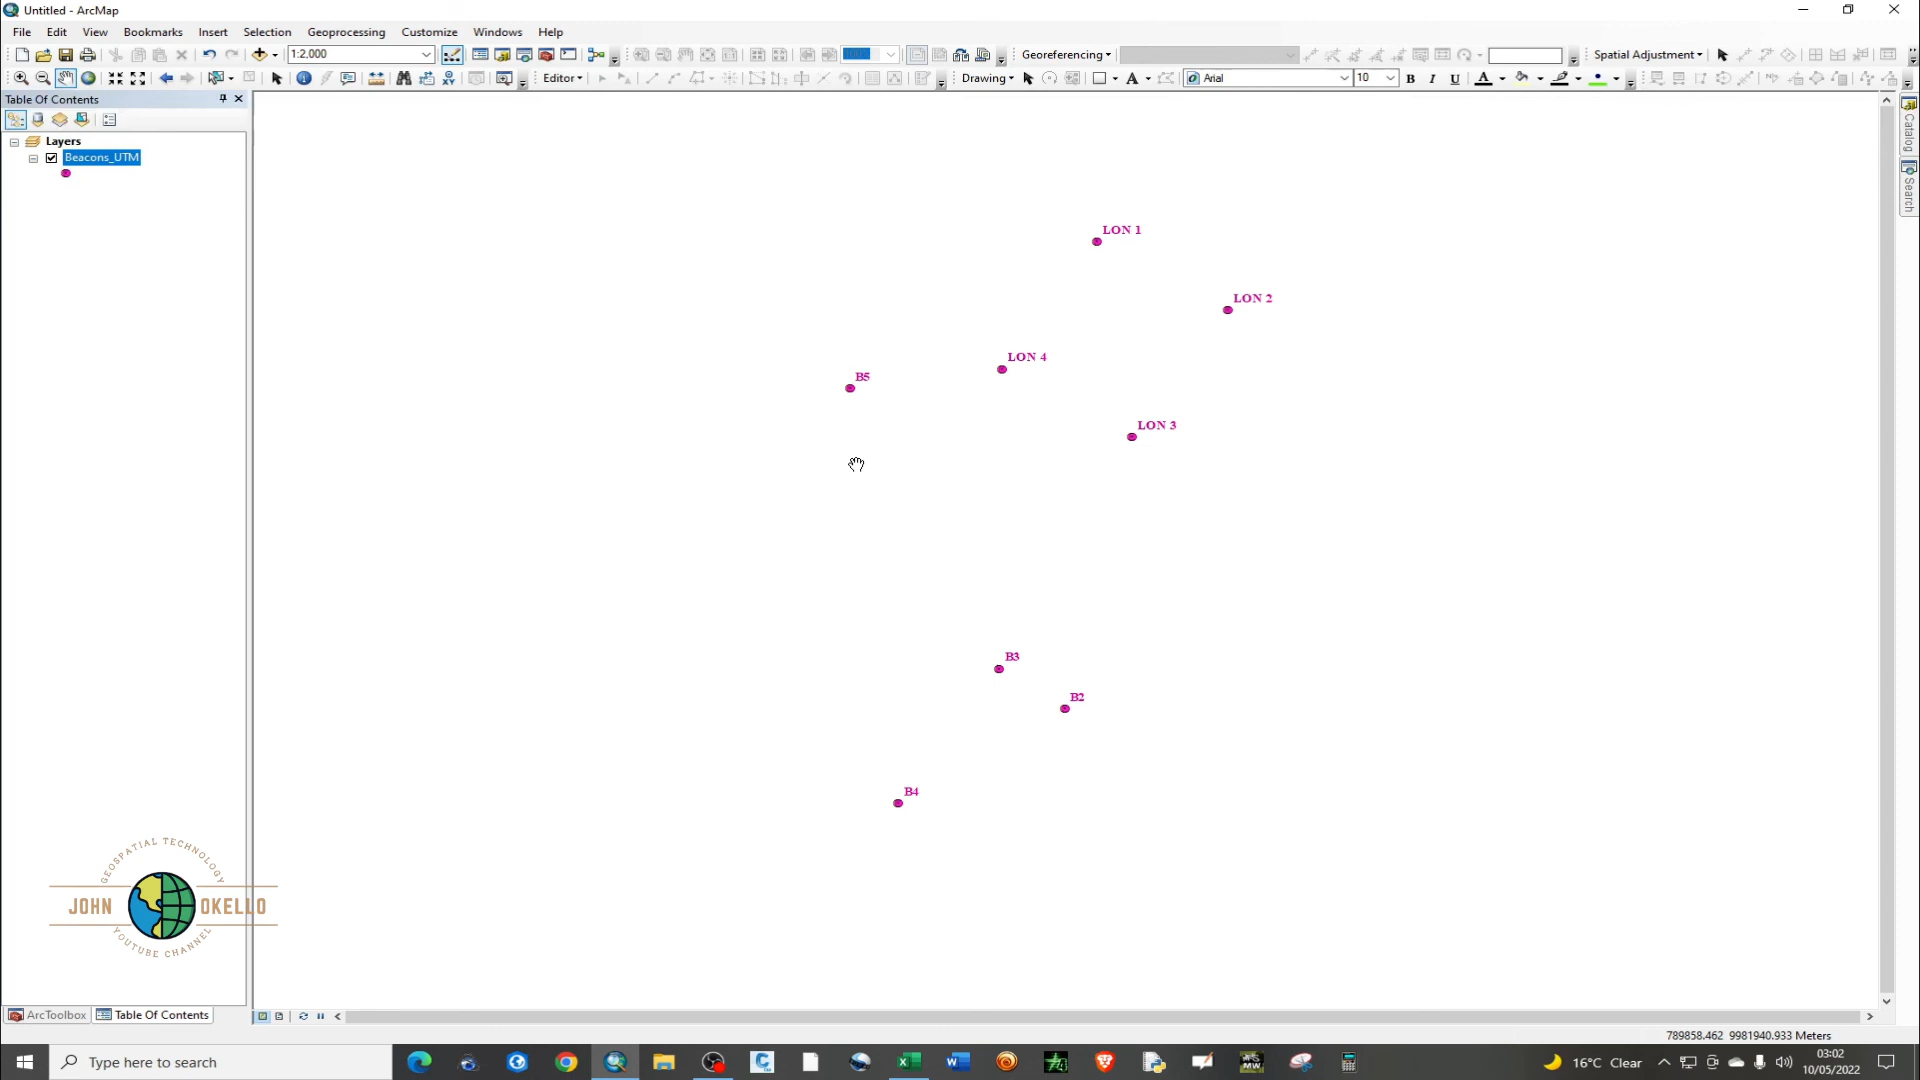 Untitled - ArcMap
File Edit View Bookmarks Insert Selection Geoprocessing Customize Windows Help
1:2,000 Georeferencing Spatial Adjustment
Editor Drawing Arial 10 B I U A
Table Of Contents
Layers
Beacons_UTM
Catalog
Search
LON 1
LON 2
LON 4
B5
LON 3
B3
B2
B4
GEOSPATIAL TECHNOLOGY
JOHN OKELLO
YOUTUBE CHANNEL
ArcToolbox Table Of Contents
789858.462 9981940.933 Meters
Type here to search
16°C Clear
03:02
10/05/2022